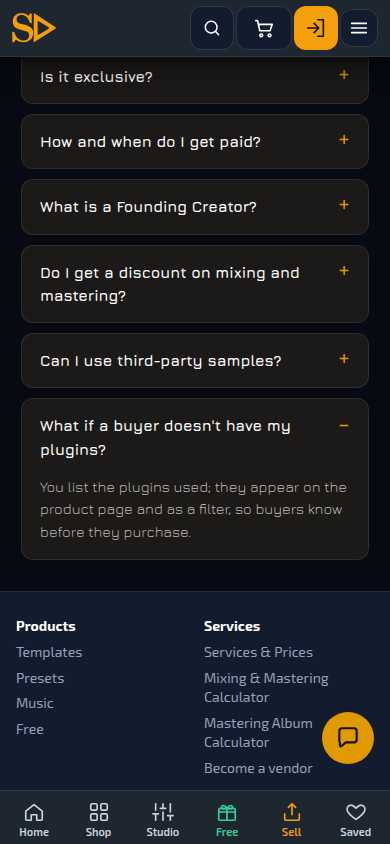 SD
Is it exclusive?
+
How and when do I get paid?
+
What is a Founding Creator?
+
Do I get a discount on mixing and
mastering?
+
Can I use third-party samples?
+
What if a buyer doesn't have my
plugins?
−
You list the plugins used; they appear on the
product page and as a filter, so buyers know
before they purchase.
Products
Templates
Presets
Music
Free
Services
Services & Prices
Mixing & Mastering
Calculator
Mastering Album
Calculator
Become a vendor
Home
Shop
Studio
Free
Sell
Saved